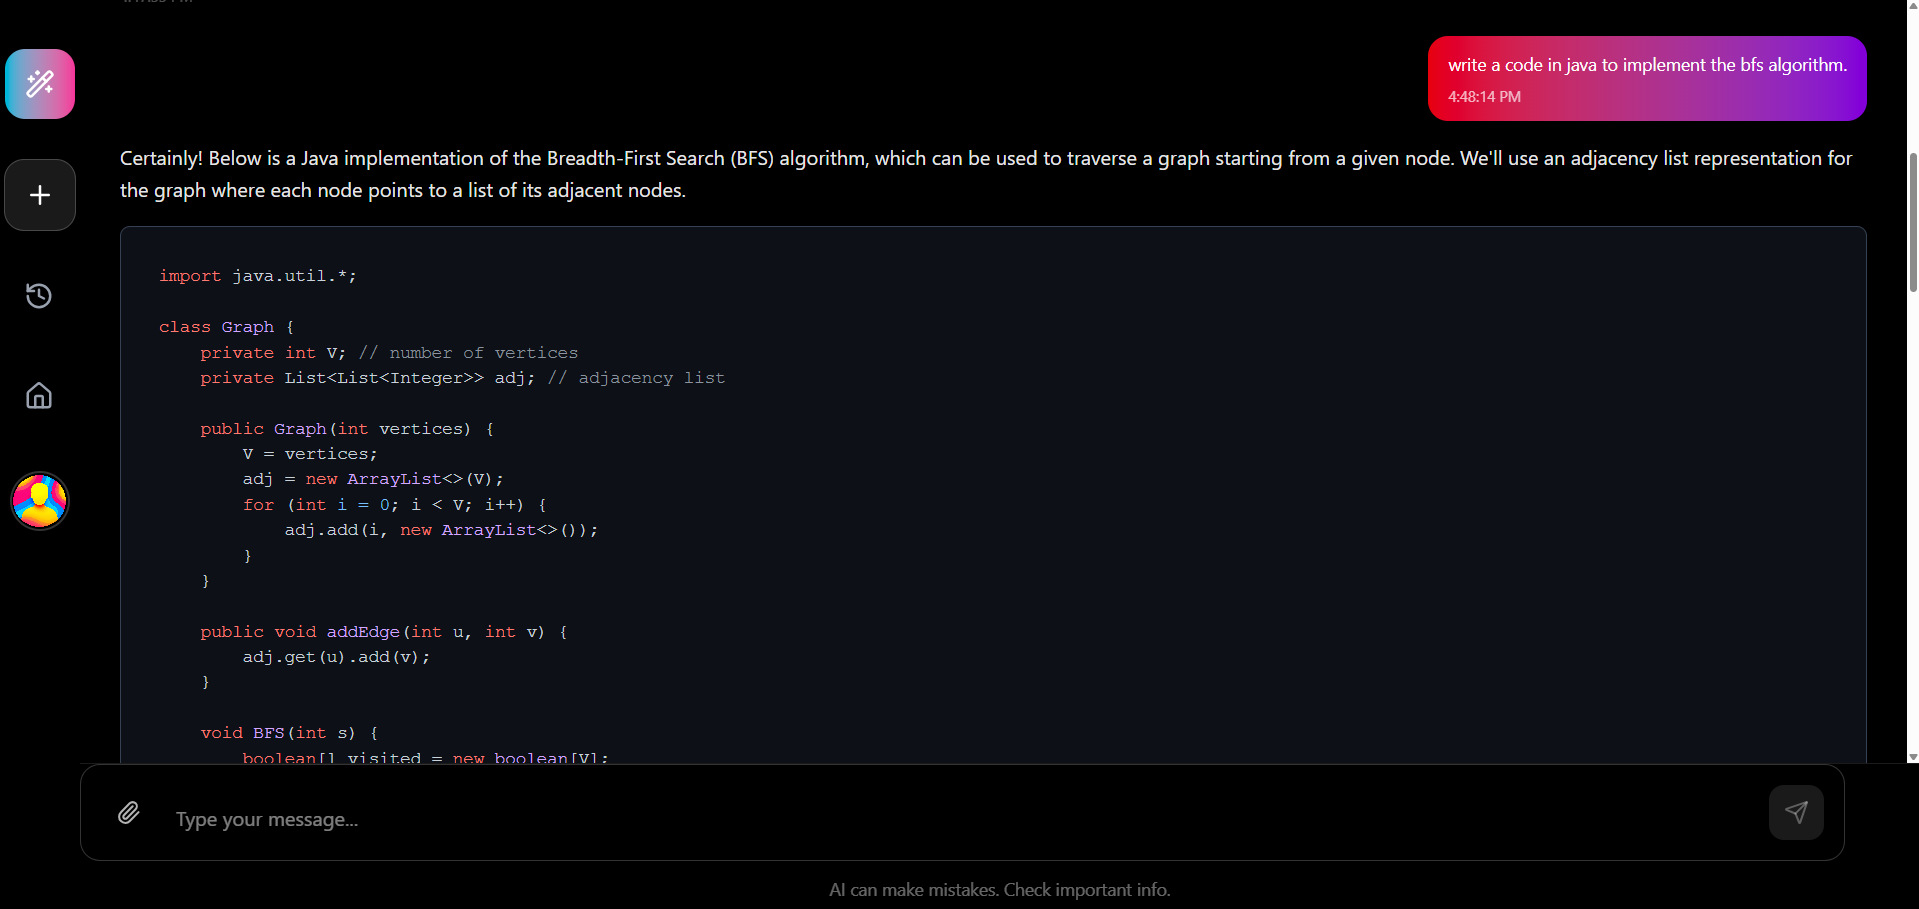 write a code in java to implement the bfs algorithm.
4:48:14 PM
Certainly! Below is a Java implementation of the Breadth-First Search (BFS) algorithm, which can be used to traverse a graph starting from a given node. We'll use an adjacency list representation for
the graph where each node points to a list of its adjacent nodes.
import java.util.*;
class Graph {
    private int V; // number of vertices
    private List<List<Integer>> adj; // adjacency list
    public Graph(int vertices) {
        V = vertices;
        adj = new ArrayList<>(V);
        for (int i = 0; i < V; i++) {
            adj.add(i, new ArrayList<>());
        }
    }
    public void addEdge(int u, int v) {
        adj.get(u).add(v);
    }
    void BFS(int s) {
        boolean[] visited = new boolean[V];
Type your message...
AI can make mistakes. Check important info.